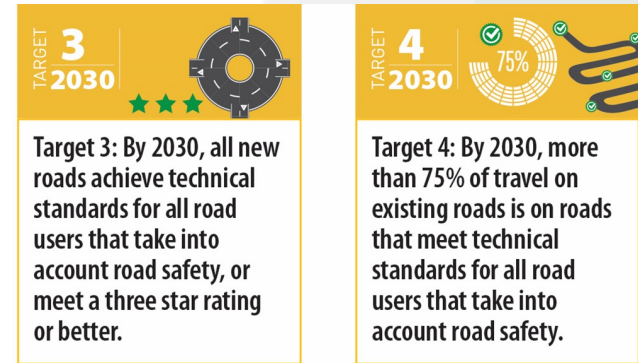 TARGET
3
2030
Target 3: By 2030, all new
roads achieve technical
standards for all road
users that take into
account road safety, or
meet a three star rating
or better.
TARGET
4
2030
75%
Target 4: By 2030, more
than 75% of travel on
existing roads is on roads
that meet technical
standards for all road
users that take into
account road safety.